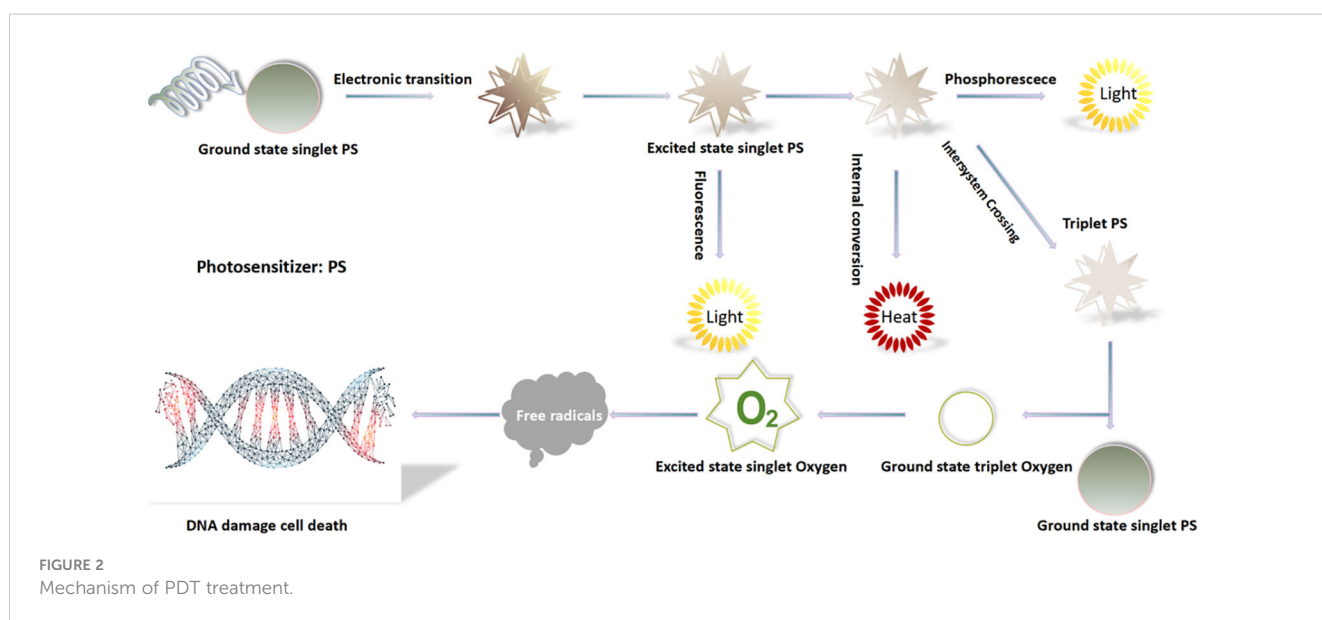 Electronic transition
Phosphorescece
Light
Ground state singlet PS
Excited state singlet PS
Fluorescence
Internal conversion
Intersystem Crossing
Triplet PS
Photosensitizer: PS
Light
Heat
Free radicals
O₂
Excited state singlet Oxygen
Ground state triplet Oxygen
Ground state singlet PS
DNA damage cell death
FIGURE 2
Mechanism of PDT treatment.